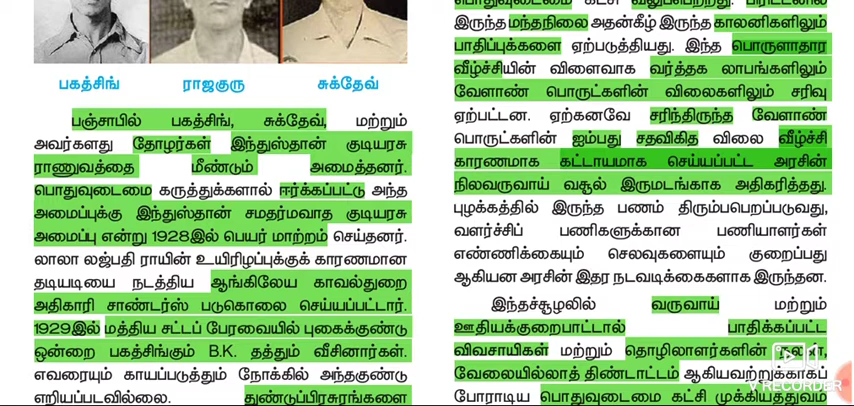 பகத்சிங் ராஜகுரு சுக்தேவ்
பஞ்சாபில் பகத்சிங், சுக்தேவ், மற்றும்
அவர்களது தோழர்கள் இந்துஸ்தான் குடியரசு
ராணுவத்தை மீண்டும் அமைத்தனர்.
பொதுவுடைமை கருத்துக்களால் ஈர்க்கப்பட்டு அந்த
அமைப்புக்கு இந்துஸ்தான் சமதர்மவாத குடியரசு
அமைப்பு என்று 1928இல் பெயர் மாற்றம் செய்தனர்.
லாலா லஜ்பதி ராயின் உயிரிழப்புக்குக் காரணமான
தடியடியை நடத்திய ஆங்கிலேய காவல்துறை
அதிகாரி சாண்டர்ஸ் படுகொலை செய்யப்பட்டார்.
1929இல் மத்திய சட்டப் பேரவையில் புகைக்குண்டு
ஒன்றை பகத்சிங்கும் B.K. தத்தும் வீசினார்கள்.
எவரையும் காயப்படுத்தும் நோக்கில் அந்தகுண்டு
எறியப்படவில்லை. துண்டுப்பிரசுரங்களை
பொதுவுடைமைக் கட்சி வலுப்பெற்றது. பிரிட்டனில்
இருந்த மந்தநிலை அதன்கீழ் இருந்த காலனிகளிலும்
பாதிப்புக்களை ஏற்படுத்தியது. இந்த பொருளாதார
வீழ்ச்சியின் விளைவாக வர்த்தக லாபங்களிலும்
வேளாண் பொருட்களின் விலைகளிலும் சரிவு
ஏற்பட்டன. ஏற்கனவே சரிந்திருந்த வேளாண்
பொருட்களின் ஐம்பது சதவிகித விலை வீழ்ச்சி
காரணமாக கட்டாயமாக செய்யப்பட்ட அரசின்
நிலவருவாய் வசூல் இருமடங்காக அதிகரித்தது.
புழக்கத்தில் இருந்த பணம் திரும்பபெறப்படுவது,
வளர்ச்சிப் பணிகளுக்கான பணியாளர்கள்
எண்ணிக்கையும் செலவுகளையும் குறைப்பது
ஆகியன அரசின் இதர நடவடிக்கைகளாக இருந்தன.
இந்தச்சூழலில் வருவாய் மற்றும்
ஊதியக்குறைபாட்டால் பாதிக்கப்பட்ட
விவசாயிகள் மற்றும் தொழிலாளர்களின்
வேலையில்லாத் திண்டாட்டம் ஆகியவற்றுக்காகப்
போராடிய பொதுவுடைமை கட்சி முக்கியத்துவம்
V RECORDER